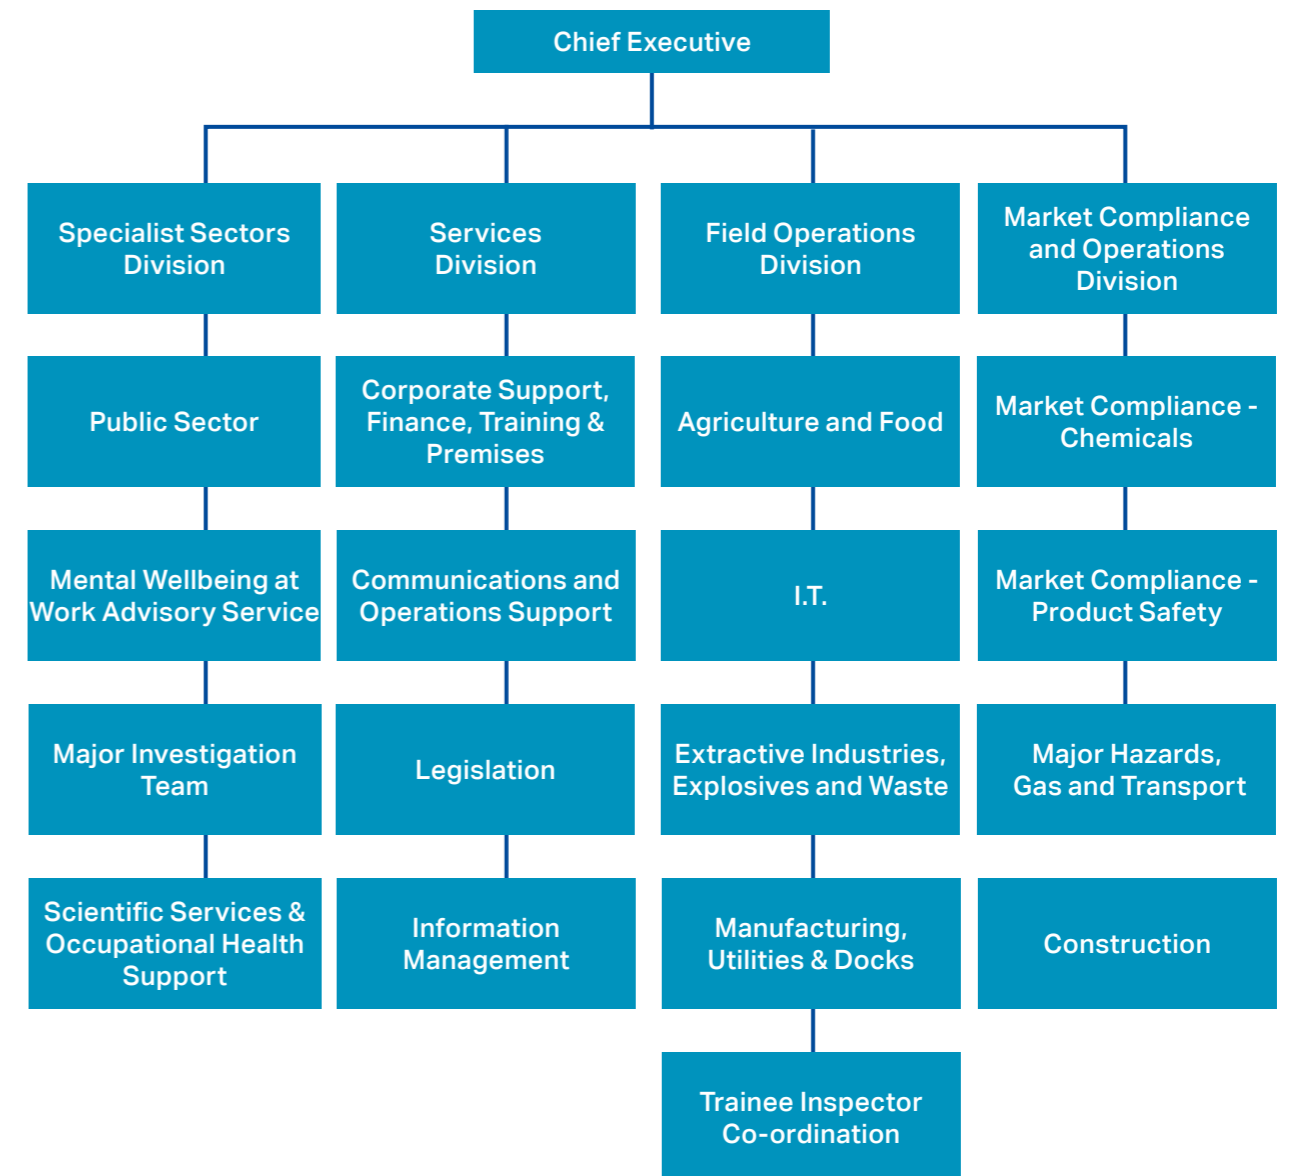 Chief Executive
Specialist Sectors
Division
Services
Division
Field Operations
Division
Market Compliance
and Operations
Division
Public Sector
Corporate Support,
Finance, Training &
Premises
Agriculture and Food
Market Compliance -
Chemicals
Mental Wellbeing at
Work Advisory Service
Communications and
Operations Support
I.T.
Market Compliance -
Product Safety
Major Investigation
Team
Legislation
Extractive Industries,
Explosives and Waste
Major Hazards,
Gas and Transport
Scientific Services &
Occupational Health
Support
Information
Management
Manufacturing,
Utilities & Docks
Construction
Trainee Inspector
Co-ordination